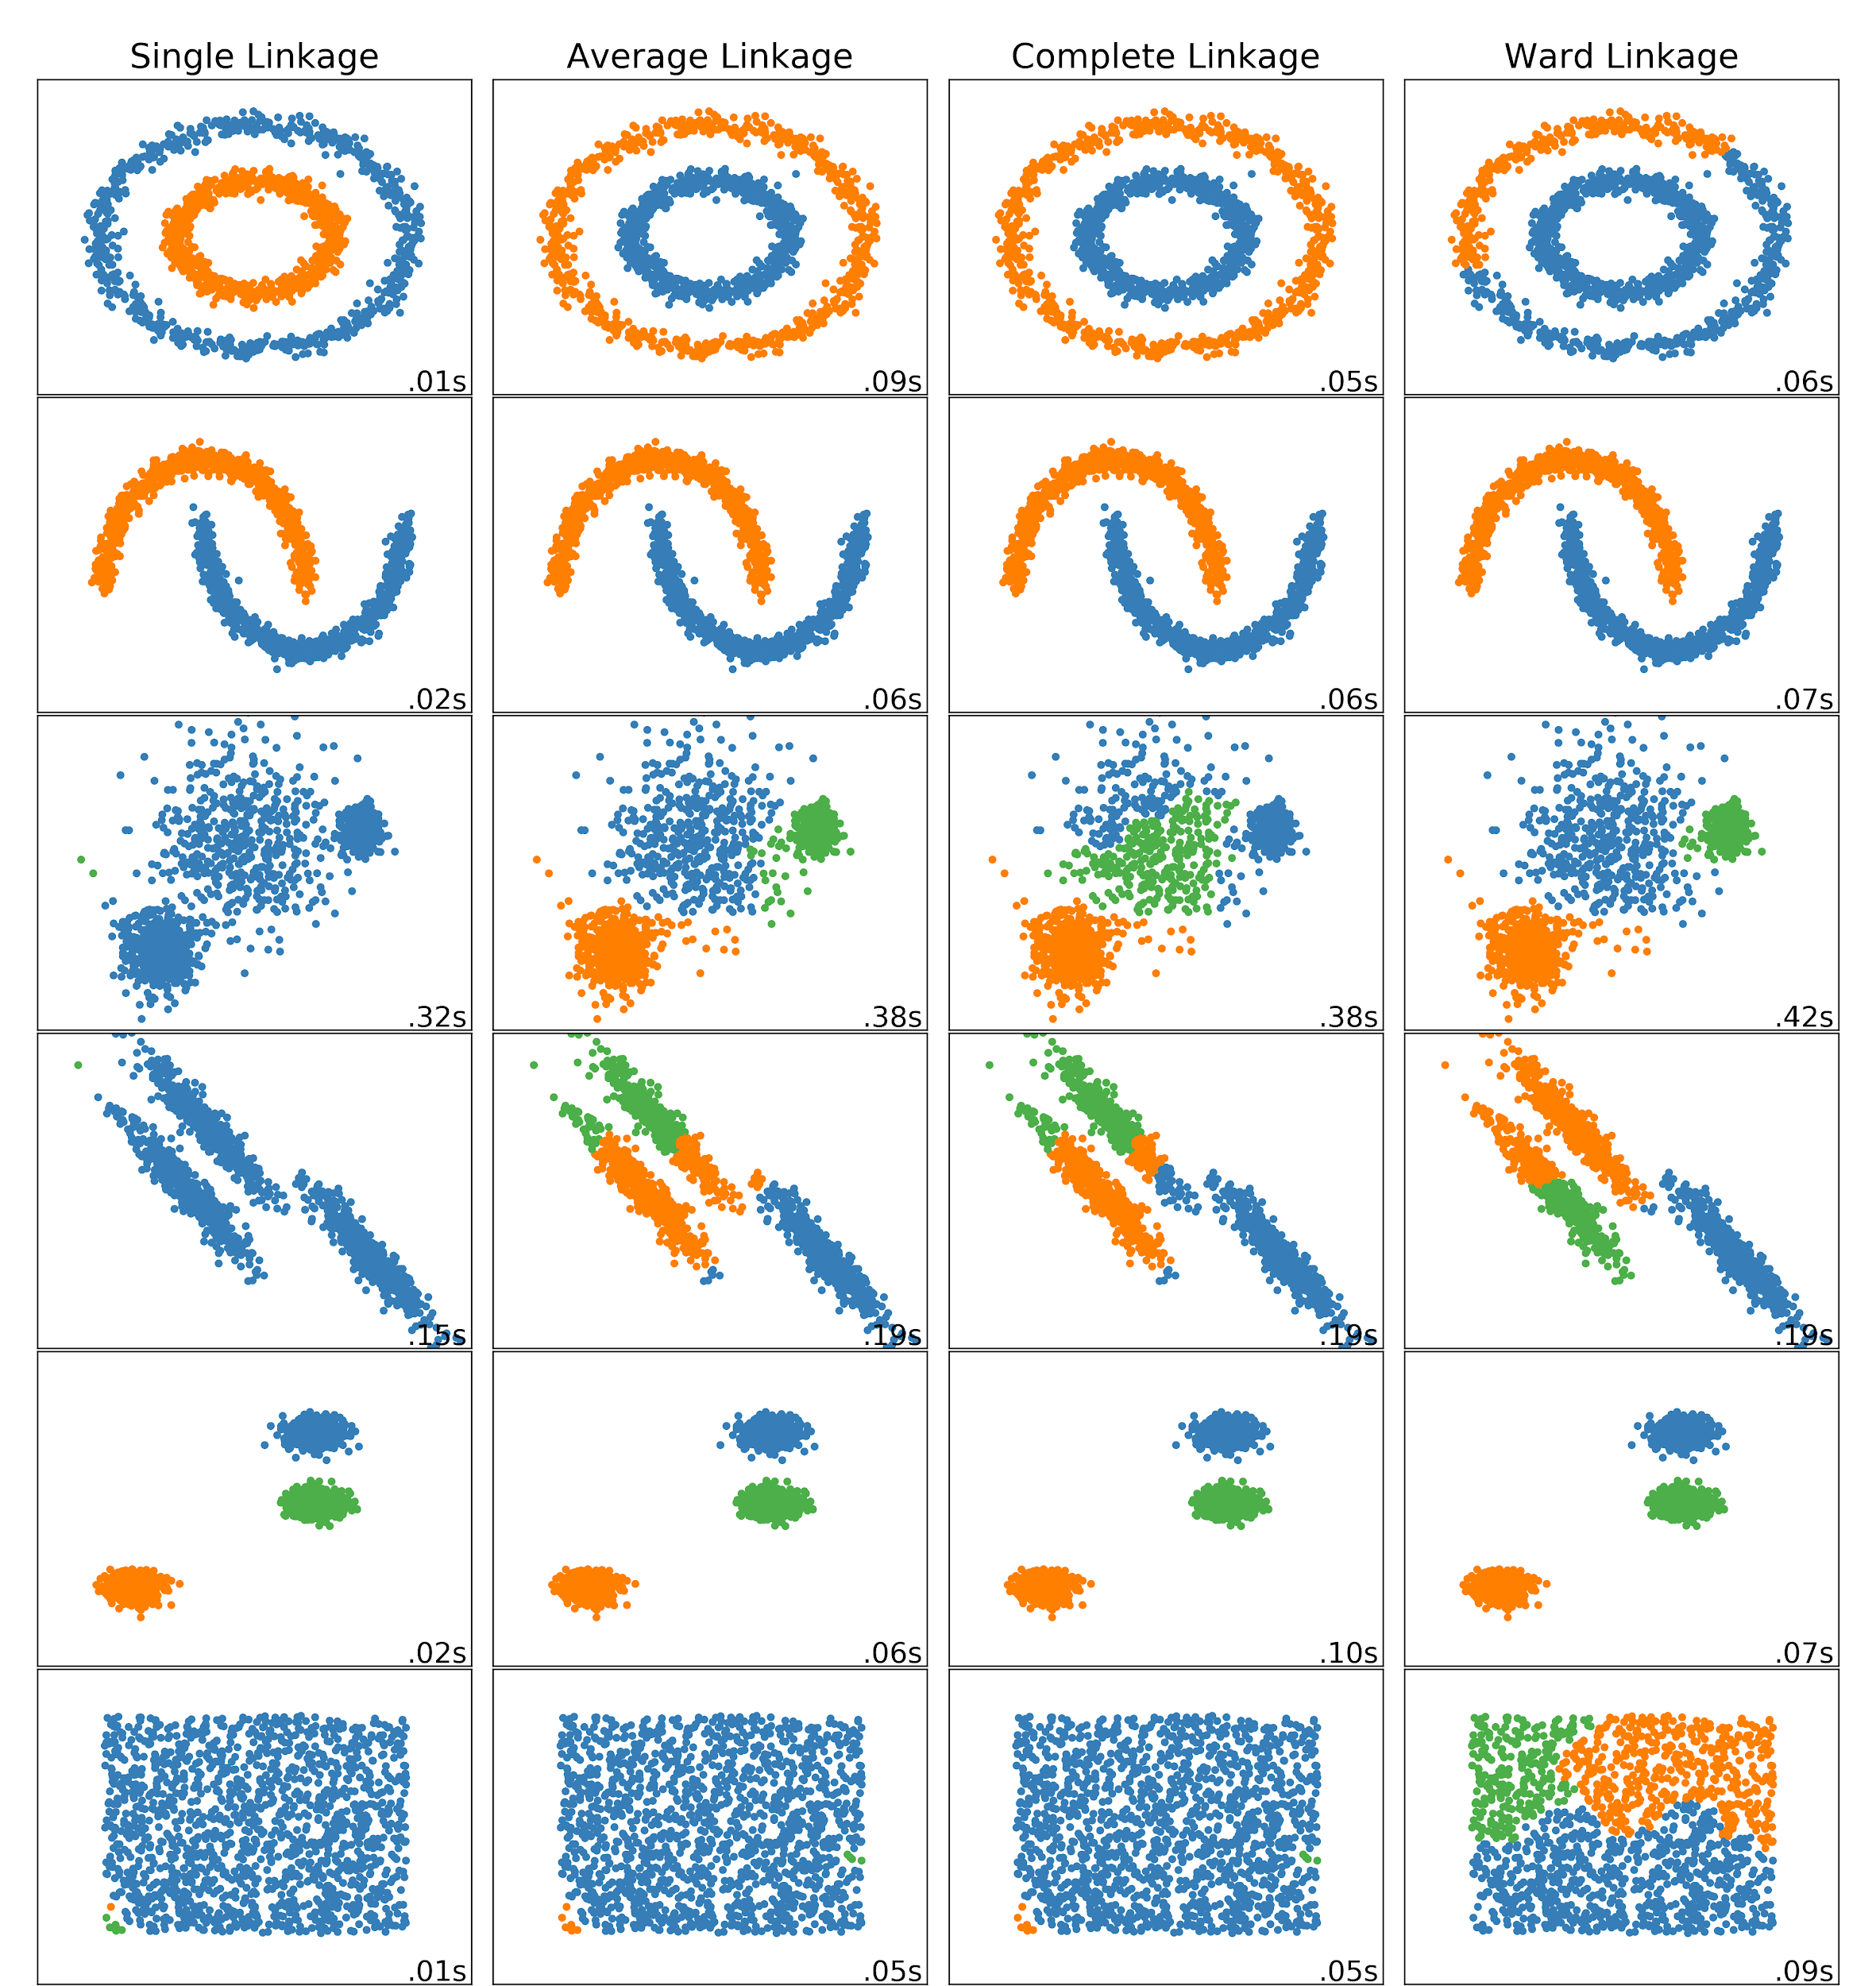 Single Linkage
Average Linkage
Complete Linkage
Ward Linkage
.01s
.09s
.05s
.06s
.02s
.06s
.06s
.07s
.32s
.38s
.38s
.42s
.15s
.19s
.19s
.19s
.02s
.06s
.10s
.07s
.01s
.05s
.05s
.09s